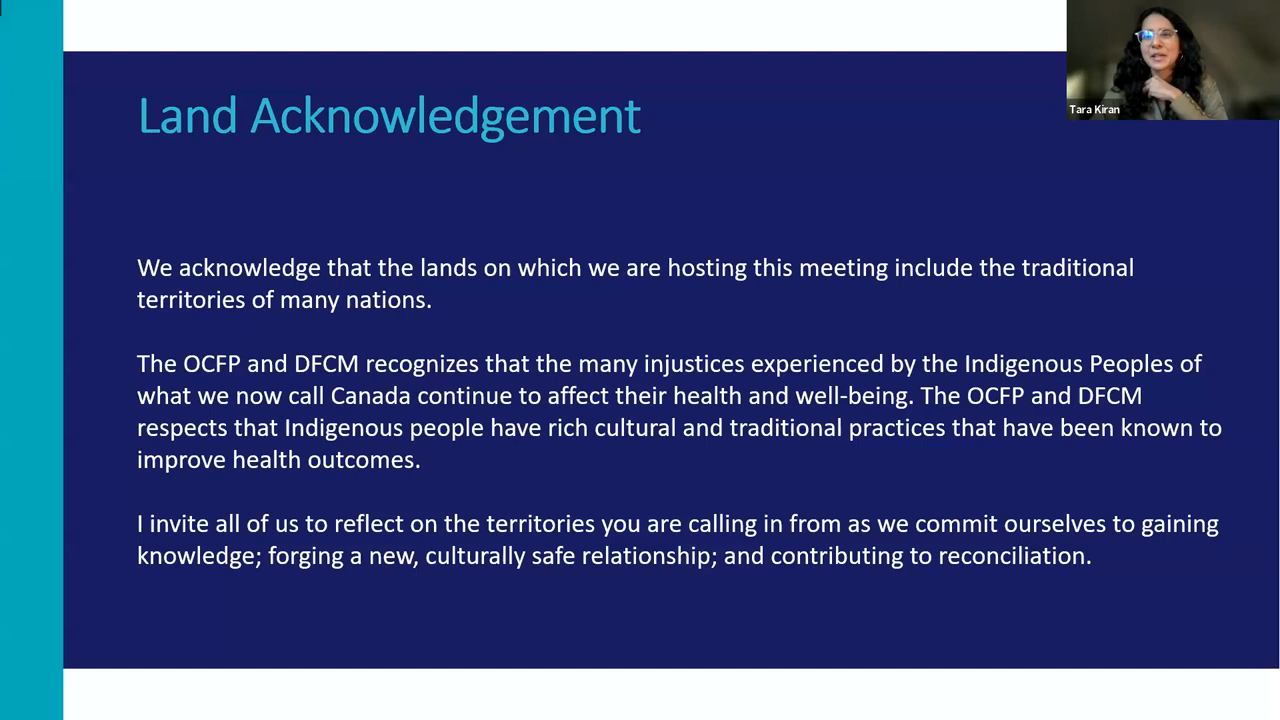 Land Acknowledgement
Tara Kiran
We acknowledge that the lands on which we are hosting this meeting include the traditional
territories of many nations.
The OCFP and DFCM recognizes that the many injustices experienced by the Indigenous Peoples of
what we now call Canada continue to affect their health and well-being. The OCFP and DFCM
respects that Indigenous people have rich cultural and traditional practices that have been known to
improve health outcomes.
I invite all of us to reflect on the territories you are calling in from as we commit ourselves to gaining
knowledge; forging a new, culturally safe relationship; and contributing to reconciliation.